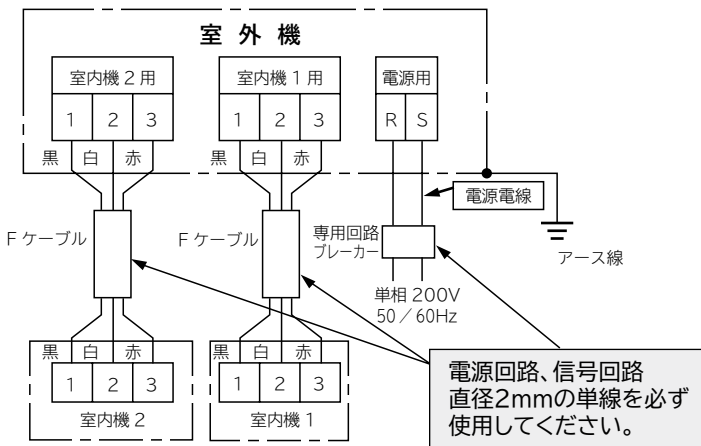 室外機
室内機2用
室内機1用
電源用
1 2 3
1 2 3
R S
黒 白 赤
黒 白 赤
電源電線
Fケーブル
Fケーブル
専用回路
ブレーカー
アース線
単相 200V
50/60Hz
黒 白 赤
黒 白 赤
1 2 3
1 2 3
室内機2
室内機1
電源回路、信号回路
直径2mmの単線を必ず
使用してください。